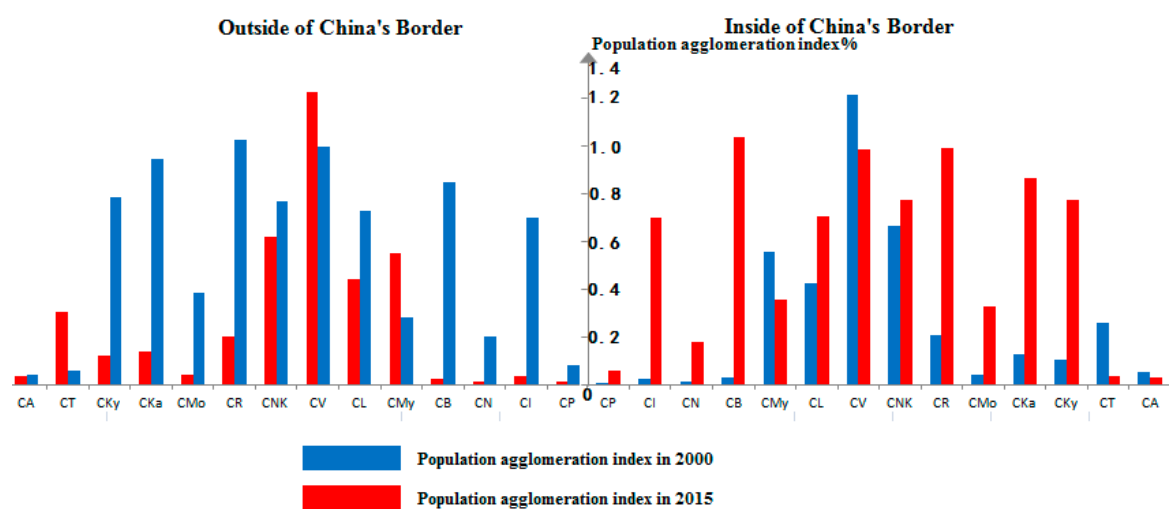 Outside of China's Border
Inside of China's Border
Population agglomeration index%
1.4
1.2
1.0
0.8
0.6
0.4
0.2
0
CA CT CKy CKa CMo CR CNK CV CL CMy CB CN CI CP
CP CI CN CB CMy CL CV CNK CR CMo CKa CKy CT CA
Population agglomeration index in 2000
Population agglomeration index in 2015